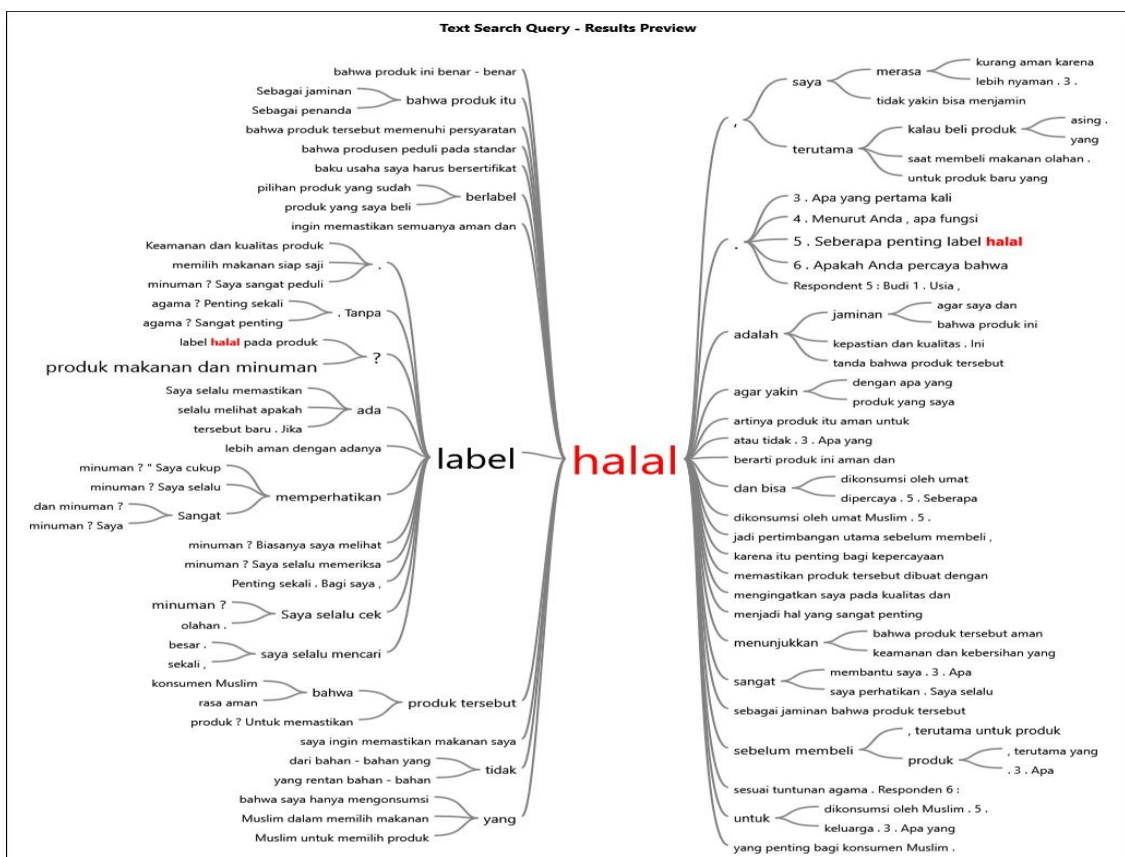 Text Search Query - Results Preview
bahwa produk ini benar - benar
Sebagai jaminan
Sebagai penanda
bahwa produk itu
bahwa produk tersebut memenuhi persyaratan
bahwa produsen peduli pada standar
baku usaha saya harus bersertifikat
pilihan produk yang sudah
produk yang saya beli
berlabel
ingin memastikan semuanya aman dan
Keamanan dan kualitas produk
memilih makanan siap saji
minuman ? Saya sangat peduli
.
agama ? Penting sekali
agama ? Sangat penting
. Tanpa
label halal pada produk
produk makanan dan minuman
?
Saya selalu memastikan
selalu melihat apakah
tersebut baru . Jika
ada
lebih aman dengan adanya
minuman ? " Saya cukup
minuman ? Saya selalu
dan minuman ?
minuman ? Saya
Sangat
memperhatikan
minuman ? Biasanya saya melihat
minuman ? Saya selalu memeriksa
Penting sekali . Bagi saya ,
minuman ?
olahan .
Saya selalu cek
besar .
sekali ,
saya selalu mencari
label
konsumen Muslim
rasa aman
bahwa
produk ? Untuk memastikan
produk tersebut
saya ingin memastikan makanan saya
dari bahan - bahan yang
yang rentan bahan - bahan
tidak
bahwa saya hanya mengonsumsi
Muslim dalam memilih makanan
Muslim untuk memilih produk
yang
halal
,
saya
merasa
kurang aman karena
lebih nyaman . 3 .
tidak yakin bisa menjamin
terutama
kalau beli produk
asing .
yang
saat membeli makanan olahan .
untuk produk baru yang
.
3 . Apa yang pertama kali
4 . Menurut Anda , apa fungsi
5 . Seberapa penting label halal
6 . Apakah Anda percaya bahwa
Respondent 5 : Budi 1 . Usia ,
adalah
jaminan
agar saya dan
bahwa produk ini
kepastian dan kualitas . Ini
tanda bahwa produk tersebut
agar yakin
dengan apa yang
produk yang saya
artinya produk itu aman untuk
atau tidak . 3 . Apa yang
berarti produk ini aman dan
dan bisa
dikonsumsi oleh umat
dipercaya . 5 . Seberapa
dikonsumsi oleh umat Muslim . 5 .
jadi pertimbangan utama sebelum membeli ,
karena itu penting bagi kepercayaan
memastikan produk tersebut dibuat dengan
mengingatkan saya pada kualitas dan
menjadi hal yang sangat penting
menunjukkan
bahwa produk tersebut aman
keamanan dan kebersihan yang
sangat
membantu saya . 3 . Apa
saya perhatikan . Saya selalu
sebagai jaminan bahwa produk tersebut
sebelum membeli
, terutama untuk produk
produk
, terutama yang
. 3 . Apa
sesuai tuntunan agama . Responden 6 :
untuk
dikonsumsi oleh Muslim . 5 .
keluarga . 3 . Apa yang
yang penting bagi konsumen Muslim .